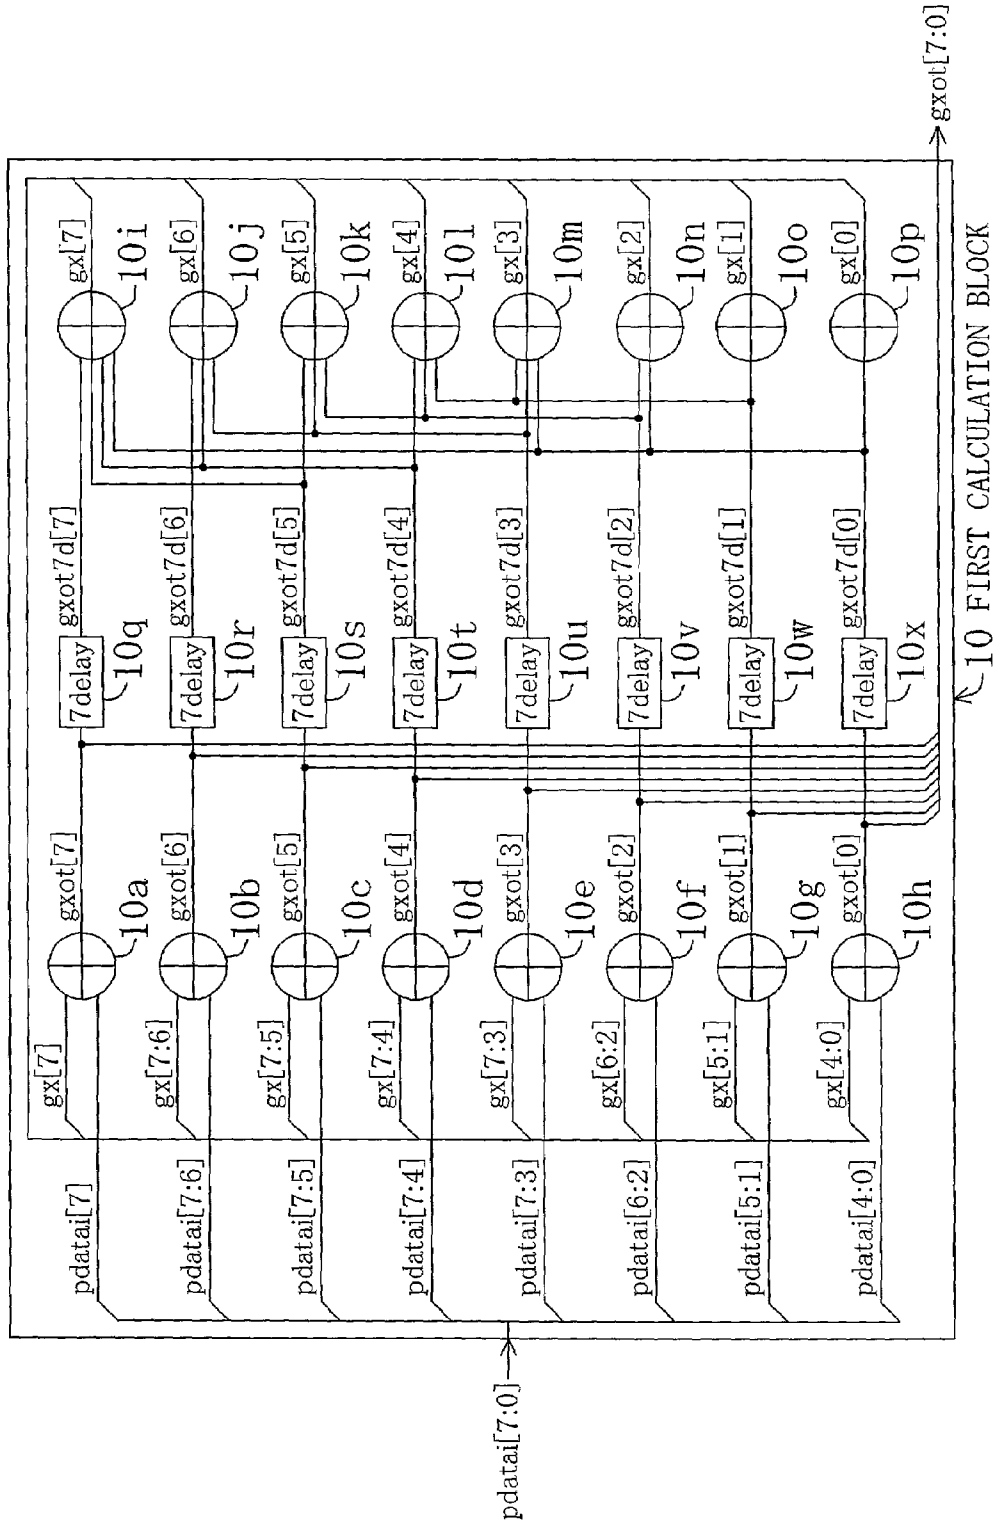 pdatai[7:0]
pdatai[7]
gx[7]
10a
gxot[7]
7delay
10q
gxot7d[7]
gx[7]
10i
pdatai[7:6]
gx[7:6]
10b
gxot[6]
7delay
10r
gxot7d[6]
gx[6]
10j
pdatai[7:5]
gx[7:5]
10c
gxot[5]
7delay
10s
gxot7d[5]
gx[5]
10k
pdatai[7:4]
gx[7:4]
10d
gxot[4]
7delay
10t
gxot7d[4]
gx[4]
10l
pdatai[7:3]
gx[7:3]
10e
gxot[3]
7delay
10u
gxot7d[3]
gx[3]
10m
pdatai[6:2]
gx[6:2]
10f
gxot[2]
7delay
10v
gxot7d[2]
gx[2]
10n
pdatai[5:1]
gx[5:1]
10g
gxot[1]
7delay
10w
gxot7d[1]
gx[1]
10o
pdatai[4:0]
gx[4:0]
10h
gxot[0]
7delay
10x
gxot7d[0]
gx[0]
10p
gxot[7:0]
10 FIRST CALCULATION BLOCK